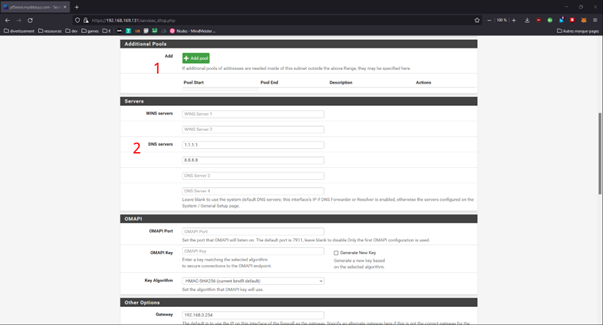 pfSense.mydeluser.com - Serv
https://192.168.169.131/services_dhcp.php
100 %
divertissement
ressources
dev
games
Nodes - MindMeister ...
Autres marque-pages
Additional Pools
1
Add
Add pool
If additional pools of addresses are needed inside of this subnet outside the above Range, they may be specified here.
Pool Start
Pool End
Description
Actions
Servers
WINS servers
WINS Server 1
WINS Server 2
2
DNS servers
1.1.1.1
8.8.8.8
DNS Server 3
DNS Server 4
Leave blank to use the system default DNS servers: this interface's IP if DNS Forwarder or Resolver is enabled, otherwise the servers configured on the
System / General Setup page.
OMAPI
OMAPI Port
OMAPI Port
Set the port that OMAPI will listen on. The default port is 7911, leave blank to disable.Only the first OMAPI configuration is used.
OMAPI Key
OMAPI Key
Generate New Key
Enter a key matching the selected algorithm
to secure connections to the OMAPI endpoint.
Generate a new key based
on the selected algorithm.
Key Algorithm
HMAC-SHA256 (current bind9 default)
Set the algorithm that OMAPI key will use.
Other Options
Gateway
192.168.0.254
The default is to use the IP on this interface of the firewall as the gateway. Specify an alternate gateway here if this is not the correct gateway for the